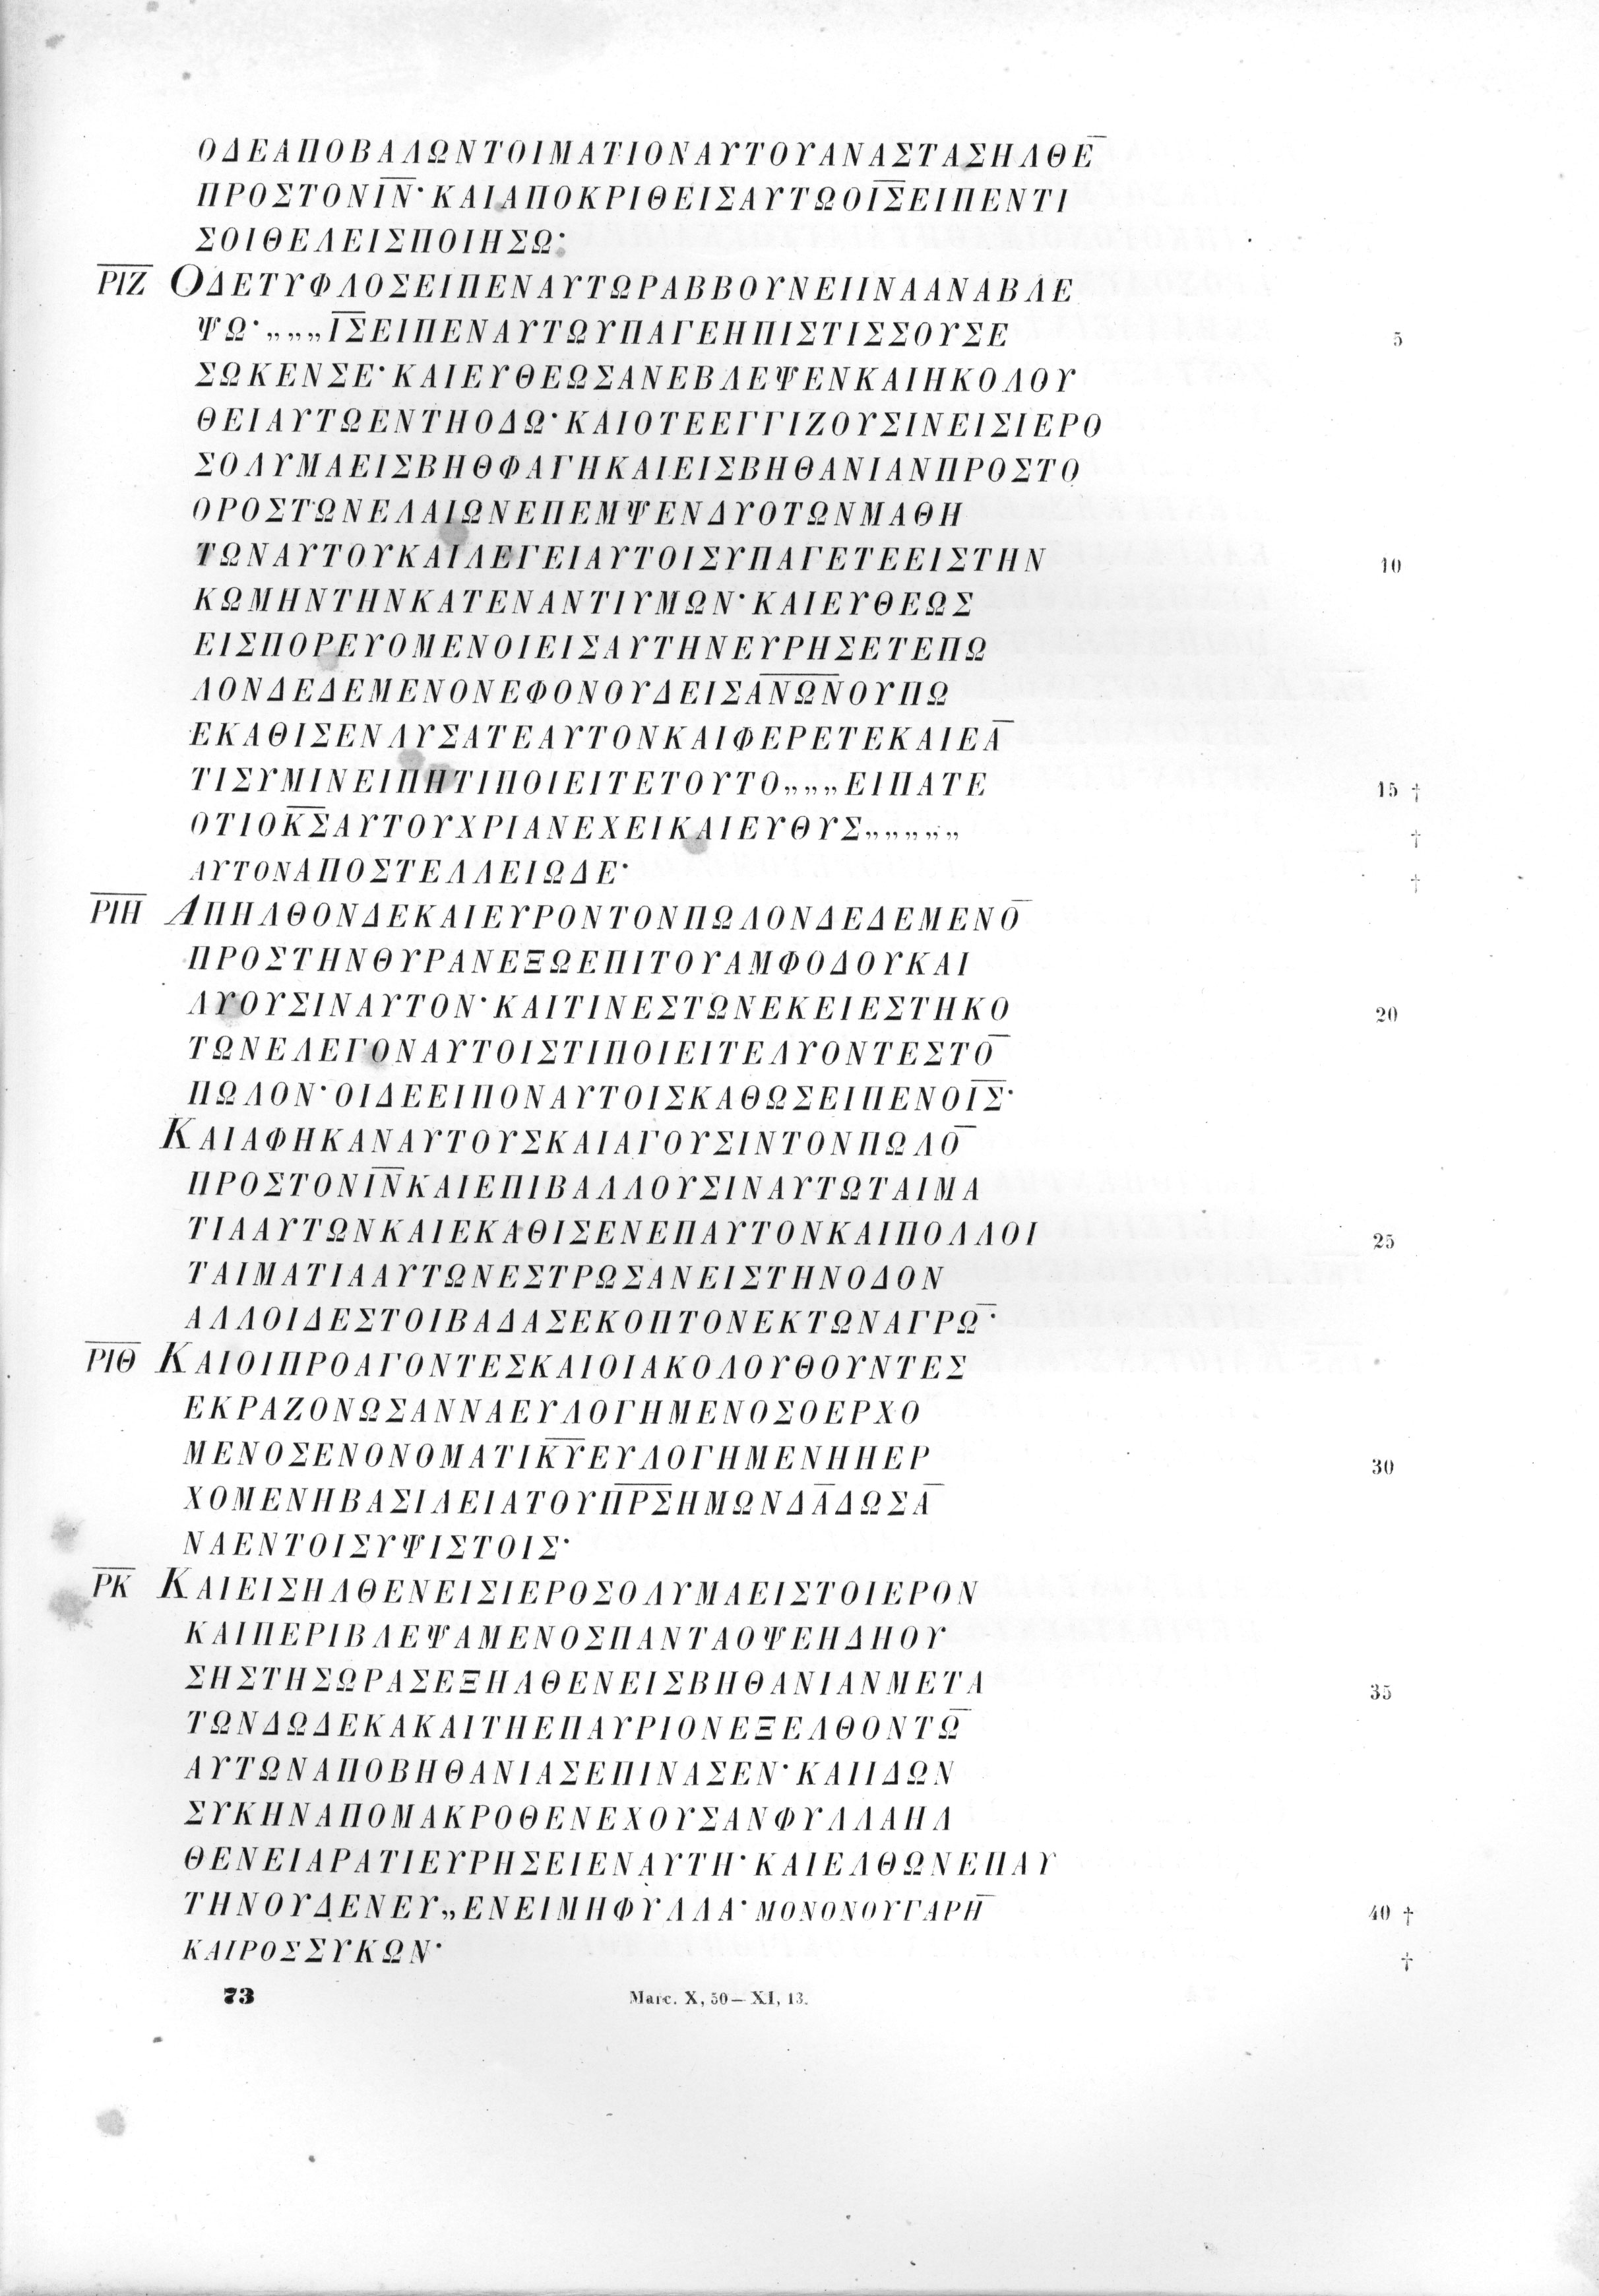 ΟΔΕΑΠΟΒΑΛΩΝΤΟΙΜΑΤΙΟΝΑΥΤΟΥΑΝΑΣΤΑΣΗΛΘΕ̅
ΠΡΟΣΤΟΝΙ̅Ν̅· ΚΑΙΑΠΟΚΡΙΘΕΙΣΑΥΤΩΟΙ̅Σ̅ΕΙΠΕΝΤΙ
ΣΟΙΘΕΛΕΙΣΠΟΙΗΣΩ·
Ρ̅Ι̅Ζ̅ ΟΔΕΤΥΦΛΟΣΕΙΠΕΝΑΥΤΩΡΑΒΒΟΥΝΕΙΙΝΑΑΝΑΒΛΕ
ΨΩ· „„„Ι̅Σ̅ΕΙΠΕΝΑΥΤΩΥΠΑΓΕΗΠΙΣΤΙΣΣΟΥΣΕ 5
ΣΩΚΕΝΣΕ· ΚΑΙΕΥΘΕΩΣΑΝΕΒΛΕΨΕΝΚΑΙΗΚΟΛΟΥ
ΘΕΙΑΥΤΩΕΝΤΗΟΔΩ· ΚΑΙΟΤΕΕΓΓΙΖΟΥΣΙΝΕΙΣΙΕΡΟ
ΣΟΛΥΜΑΕΙΣΒΗΘΦΑΓΗΚΑΙΕΙΣΒΗΘΑΝΙΑΝΠΡΟΣΤΟ
ΟΡΟΣΤΩΝΕΛΑΙΩΝΕΠΕΜΨΕΝΔΥΟΤΩΝΜΑΘΗ
ΤΩΝΑΥΤΟΥΚΑΙΛΕΓΕΙΑΥΤΟΙΣΥΠΑΓΕΤΕΕΙΣΤΗΝ 10
ΚΩΜΗΝΤΗΝΚΑΤΕΝΑΝΤΙΥΜΩΝ· ΚΑΙΕΥΘΕΩΣ
ΕΙΣΠΟΡΕΥΟΜΕΝΟΙΕΙΣΑΥΤΗΝΕΥΡΗΣΕΤΕΠΩ
ΛΟΝΔΕΔΕΜΕΝΟΝΕΦΟΝΟΥΔΕΙΣΑ̅Ν̅Ω̅Ν̅ΟΥΠΩ
ΕΚΑΘΙΣΕΝΛΥΣΑΤΕΑΥΤΟΝΚΑΙΦΕΡΕΤΕΚΑΙΕΑ̅
ΤΙΣΥΜΙΝΕΙΠΗΤΙΠΟΙΕΙΤΕΤΟΥΤΟ„„„ΕΙΠΑΤΕ 15 †
ΟΤΙΟΚ̅Σ̅ΑΥΤΟΥΧΡΙΑΝΕΧΕΙΚΑΙΕΥΘΥΣ„„„„„ †
ΑΥΤΟΝΑΠΟΣΤΕΛΛΕΙΩΔΕ· †
Ρ̅Ι̅Η̅ ΑΠΗΛΘΟΝΔΕΚΑΙΕΥΡΟΝΤΟΝΠΩΛΟΝΔΕΔΕΜΕΝΟ̅
ΠΡΟΣΤΗΝΘΥΡΑΝΕΞΩΕΠΙΤΟΥΑΜΦΟΔΟΥΚΑΙ
ΛΥΟΥΣΙΝΑΥΤΟΝ· ΚΑΙΤΙΝΕΣΤΩΝΕΚΕΙΕΣΤΗΚΟ 20
ΤΩΝΕΛΕΓΟΝΑΥΤΟΙΣΤΙΠΟΙΕΙΤΕΛΥΟΝΤΕΣΤΟ̅
ΠΩΛΟΝ· ΟΙΔΕΕΙΠΟΝΑΥΤΟΙΣΚΑΘΩΣΕΙΠΕΝΟΙ̅Σ̅·
ΚΑΙΑΦΗΚΑΝΑΥΤΟΥΣΚΑΙΑΓΟΥΣΙΝΤΟΝΠΩΛΟ̅
ΠΡΟΣΤΟΝΙ̅Ν̅ΚΑΙΕΠΙΒΑΛΛΟΥΣΙΝΑΥΤΩΤΑΙΜΑ
ΤΙΑΑΥΤΩΝΚΑΙΕΚΑΘΙΣΕΝΕΠΑΥΤΟΝΚΑΙΠΟΛΛΟΙ 25
ΤΑΙΜΑΤΙΑΑΥΤΩΝΕΣΤΡΩΣΑΝΕΙΣΤΗΝΟΔΟΝ
ΑΛΛΟΙΔΕΣΤΟΙΒΑΔΑΣΕΚΟΠΤΟΝΕΚΤΩΝΑΓΡΩ̅·
Ρ̅Ι̅Θ̅ ΚΑΙΟΙΠΡΟΑΓΟΝΤΕΣΚΑΙΟΙΑΚΟΛΟΥΘΟΥΝΤΕΣ
ΕΚΡΑΖΟΝΩΣΑΝΝΑΕΥΛΟΓΗΜΕΝΟΣΟΕΡΧΟ
ΜΕΝΟΣΕΝΟΝΟΜΑΤΙΚ̅Υ̅ΕΥΛΟΓΗΜΕΝΗΗΕΡ 30
ΧΟΜΕΝΗΒΑΣΙΛΕΙΑΤΟΥΠ̅Ρ̅Σ̅ΗΜΩΝΔΑ̅ΔΩΣΑ̅
ΝΑΕΝΤΟΙΣΥΨΙΣΤΟΙΣ·
Ρ̅Κ̅ ΚΑΙΕΙΣΗΛΘΕΝΕΙΣΙΕΡΟΣΟΛΥΜΑΕΙΣΤΟΙΕΡΟΝ
ΚΑΙΠΕΡΙΒΛΕΨΑΜΕΝΟΣΠΑΝΤΑΟΨΕΗΔΗΟΥ
ΣΗΣΤΗΣΩΡΑΣΕΞΗΛΘΕΝΕΙΣΒΗΘΑΝΙΑΝΜΕΤΑ 35
ΤΩΝΔΩΔΕΚΑΚΑΙΤΗΕΠΑΥΡΙΟΝΕΞΕΛΘΟΝΤΩ̅
ΑΥΤΩΝΑΠΟΒΗΘΑΝΙΑΣΕΠΙΝΑΣΕΝ· ΚΑΙΙΔΩΝ
ΣΥΚΗΝΑΠΟΜΑΚΡΟΘΕΝΕΧΟΥΣΑΝΦΥΛΛΑΗΛ
ΘΕΝΕΙΑΡΑΤΙΕΥΡΗΣΕΙΕΝΑΥΤΗ· ΚΑΙΕΛΘΩΝΕΠΑΥ
ΤΗΝΟΥΔΕΝΕΥ„ΕΝΕΙΜΗΦΥΛΛΑ· ΜΟΝΟΝΟΥΓΑΡΗ̅ 40 †
ΚΑΙΡΟΣΣΥΚΩΝ· †
73 Marc. X, 50 — XI, 13.